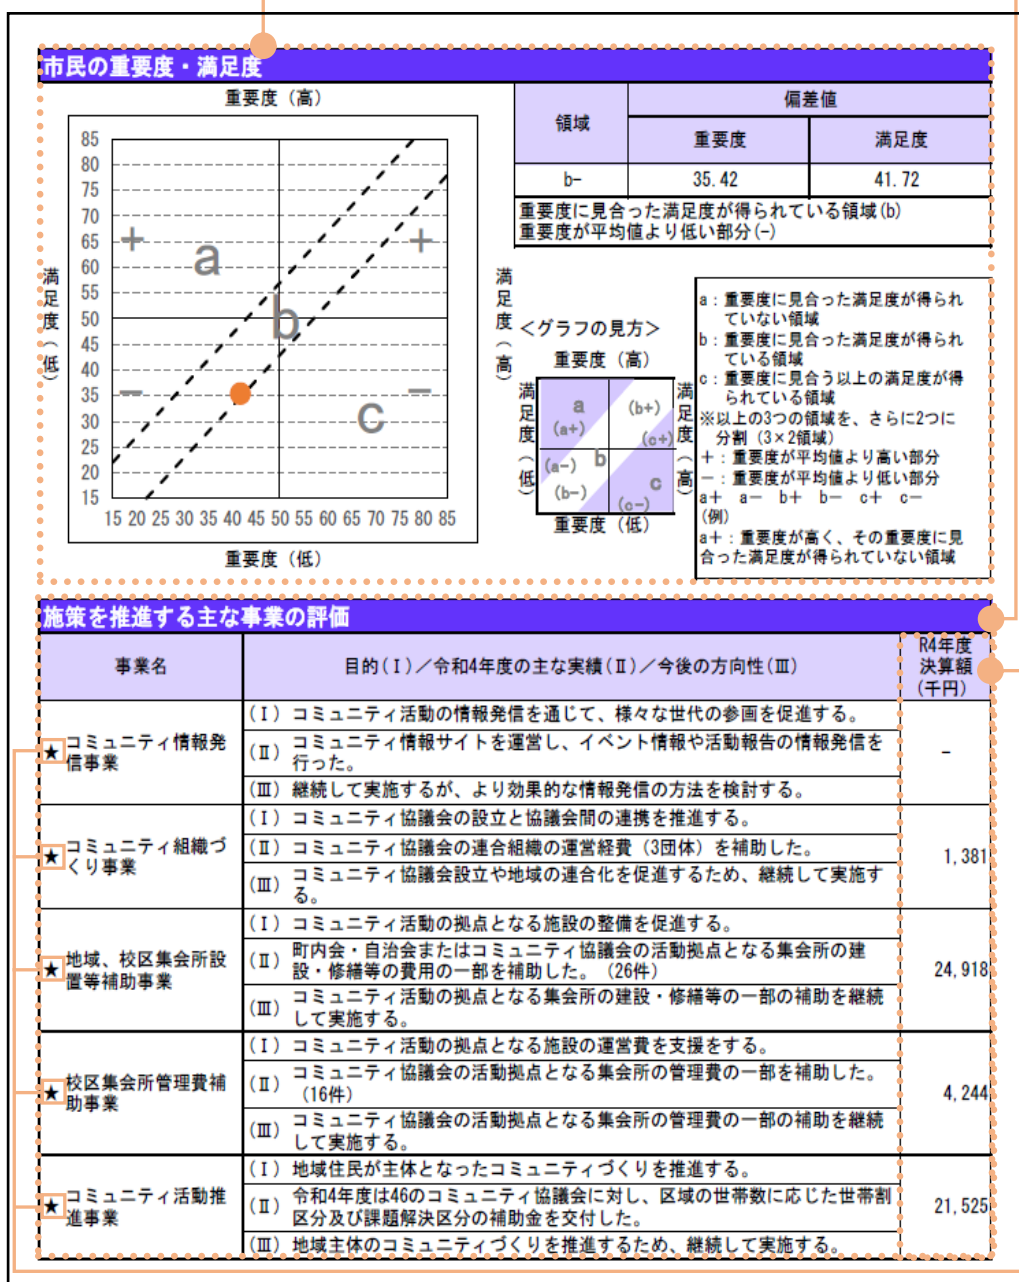 市民の重要度・満足度
重要度（高）
満足度（低）
85
80
75
70
65
60
55
50
45
40
35
30
25
20
15
＋
a
＋
b
－
－
c
15 20 25 30 35 40 45 50 55 60 65 70 75 80 85
満足度（高）
重要度（低）
領域
偏差値
重要度
満足度
b−
35.42
41.72
重要度に見合った満足度が得られている領域(b)
重要度が平均値より低い部分(−)
＜グラフの見方＞
重要度（高）
満足度（低）
a
(a+)
(b+)
(c+)
(a−)
b
(b−)
c
(c−)
満足度（高）
重要度（低）
a：重要度に見合った満足度が得られ
ていない領域
b：重要度に見合った満足度が得られ
ている領域
c：重要度に見合う以上の満足度が得
られている領域
※以上の3つの領域を、さらに2つに
分割（3×2領域）
＋：重要度が平均値より高い部分
－：重要度が平均値より低い部分
a＋ a－ b＋ b－ c＋ c－
(例)
a＋：重要度が高く、その重要度に見
合った満足度が得られていない領域
施策を推進する主な事業の評価
事業名
目的(Ⅰ)／令和4年度の主な実績(Ⅱ)／今後の方向性(Ⅲ)
R4年度
決算額
(千円)
★ コミュニティ情報発
信事業
(Ⅰ) コミュニティ活動の情報発信を通じて、様々な世代の参画を促進する。
(Ⅱ) コミュニティ情報サイトを運営し、イベント情報や活動報告の情報発信を
行った。
(Ⅲ) 継続して実施するが、より効果的な情報発信の方法を検討する。
−
★ コミュニティ組織づ
くり事業
(Ⅰ) コミュニティ協議会の設立と協議会間の連携を推進する。
(Ⅱ) コミュニティ協議会の連合組織の運営経費（3団体）を補助した。
(Ⅲ) コミュニティ協議会設立や地域の連合化を促進するため、継続して実施す
る。
1,381
★ 地域、校区集会所設
置等補助事業
(Ⅰ) コミュニティ活動の拠点となる施設の整備を促進する。
(Ⅱ) 町内会・自治会またはコミュニティ協議会の活動拠点となる集会所の建
設・修繕等の費用の一部を補助した。（26件）
(Ⅲ) コミュニティ活動の拠点となる集会所の建設・修繕等の一部の補助を継続
して実施する。
24,918
★ 校区集会所管理費補
助事業
(Ⅰ) コミュニティ活動の拠点となる施設の運営費を支援をする。
(Ⅱ) コミュニティ協議会の活動拠点となる集会所の管理費の一部を補助した。
（16件）
(Ⅲ) コミュニティ協議会の活動拠点となる集会所の管理費の一部の補助を継続
して実施する。
4,244
★ コミュニティ活動推
進事業
(Ⅰ) 地域住民が主体となったコミュニティづくりを推進する。
(Ⅱ) 令和4年度は46のコミュニティ協議会に対し、区域の世帯数に応じた世帯割
区分及び課題解決区分の補助金を交付した。
(Ⅲ) 地域主体のコミュニティづくりを推進するため、継続して実施する。
21,525